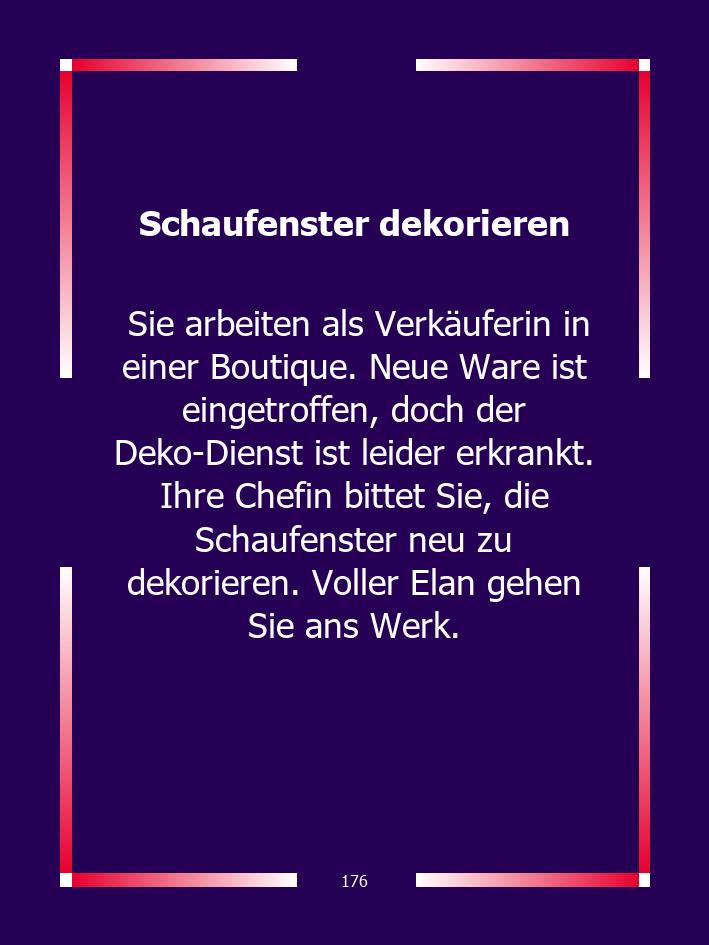 Schaufenster dekorieren
Sie arbeiten als Verkäuferin in
einer Boutique. Neue Ware ist
eingetroffen, doch der
Deko-Dienst ist leider erkrankt.
Ihre Chefin bittet Sie, die
Schaufenster neu zu
dekorieren. Voller Elan gehen
Sie ans Werk.
176